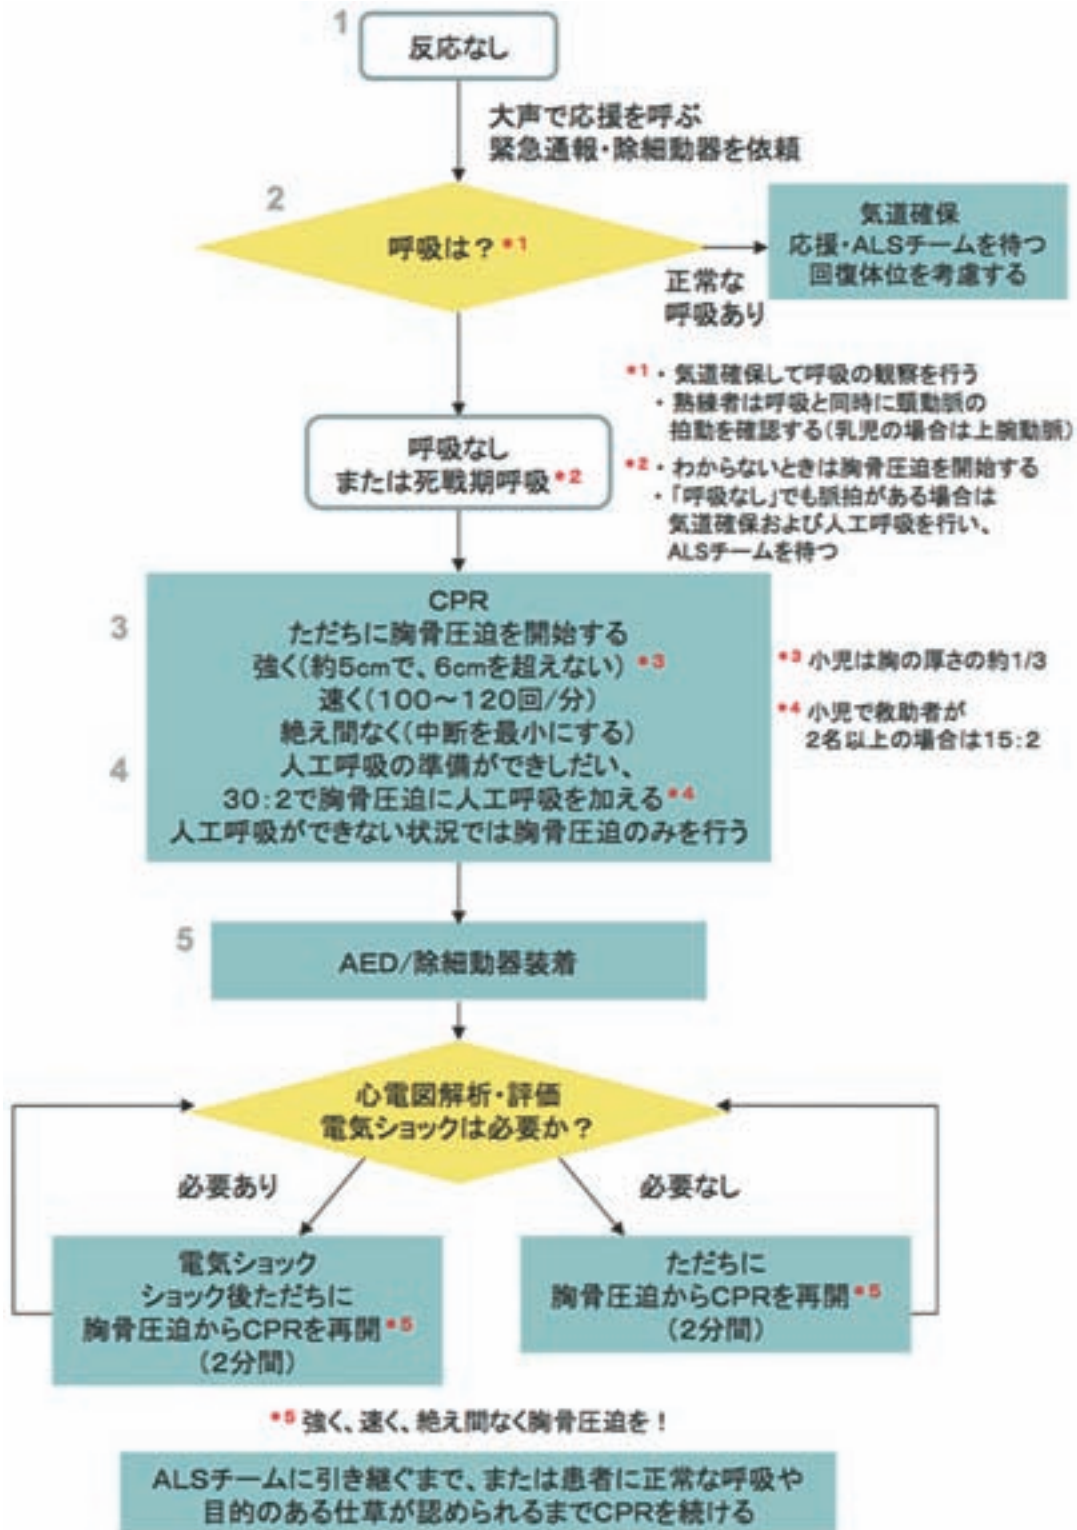 1
反応なし
大声で応援を呼ぶ
緊急通報・除細動器を依頼
2
呼吸は？*1
正常な
呼吸あり
気道確保
応援・ALSチームを待つ
回復体位を考慮する
*1・気道確保して呼吸の観察を行う
・熟練者は呼吸と同時に頸動脈の
拍動を確認する（乳児の場合は上腕動脈）
呼吸なし
または死戦期呼吸*2
*2・わからないときは胸骨圧迫を開始する
・「呼吸なし」でも脈拍がある場合は
気道確保および人工呼吸を行い、
ALSチームを待つ
3
CPR
ただちに胸骨圧迫を開始する
強く（約5cmで、6cmを超えない）*3
速く（100～120回/分）
絶え間なく（中断を最小にする）
4
人工呼吸の準備ができしだい、
30：2で胸骨圧迫に人工呼吸を加える*4
人工呼吸ができない状況では胸骨圧迫のみを行う
*3 小児は胸の厚さの約1/3
*4 小児で救助者が
2名以上の場合は15：2
5
AED/除細動器装着
心電図解析・評価
電気ショックは必要か？
必要あり
必要なし
電気ショック
ショック後ただちに
胸骨圧迫からCPRを再開*5
（2分間）
ただちに
胸骨圧迫からCPRを再開*5
（2分間）
*5 強く、速く、絶え間なく胸骨圧迫を！
ALSチームに引き継ぐまで、または患者に正常な呼吸や
目的のある仕草が認められるまでCPRを続ける